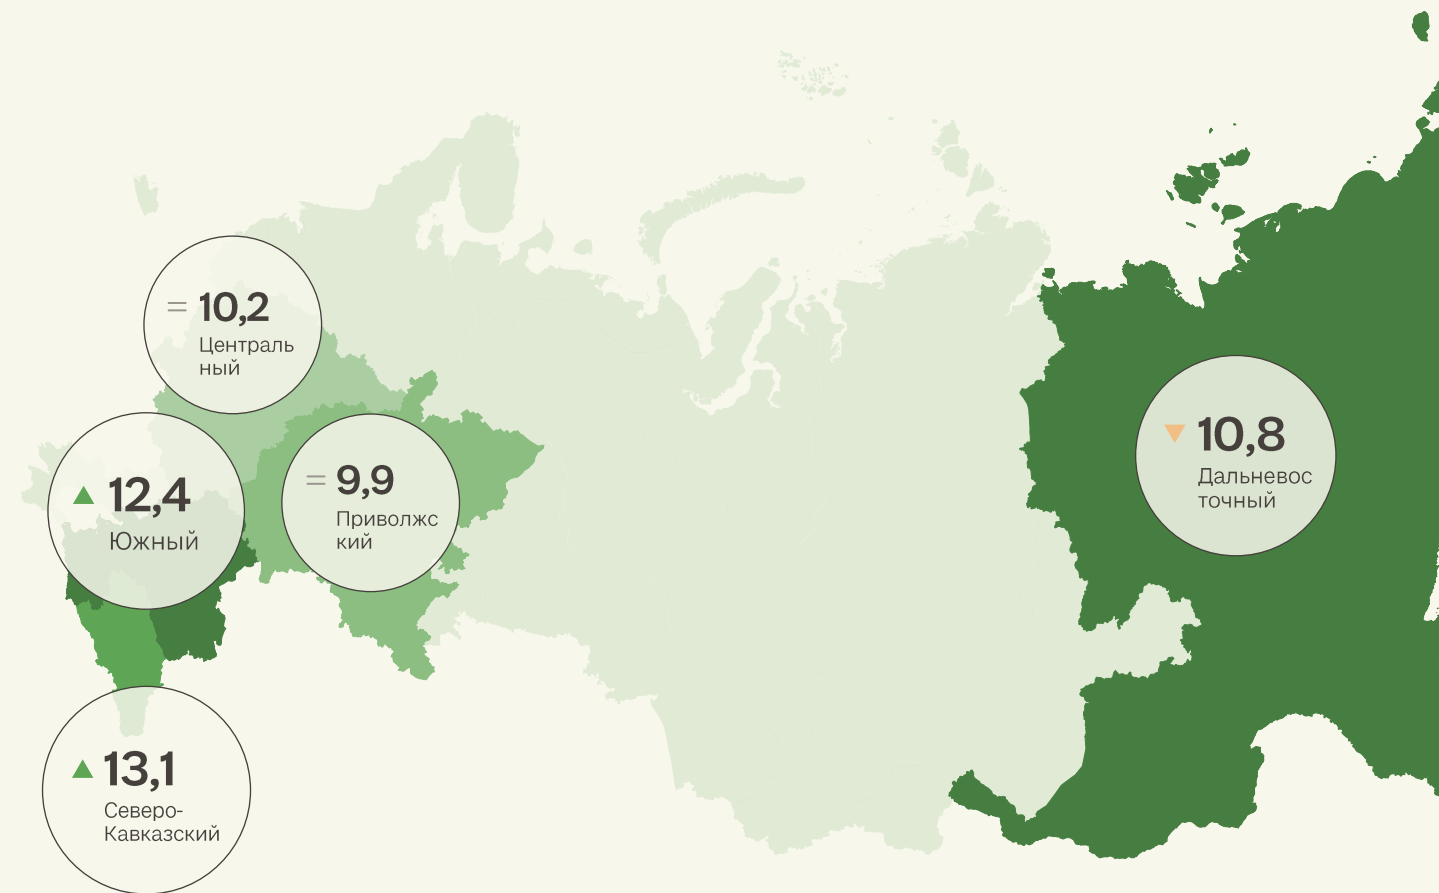 = 10,2
Централь
ный
▲ 12,4
Южный
= 9,9
Приволжс
кий
▼ 10,8
Дальневос
точный
▲ 13,1
Северо-
Кавказский